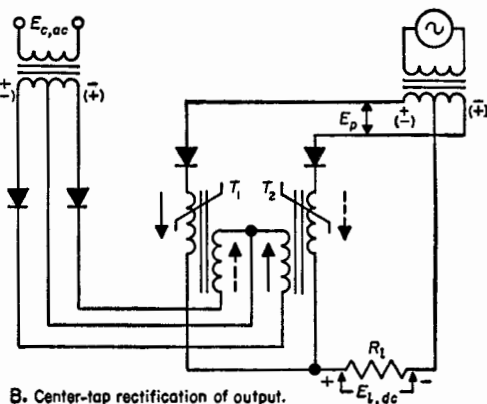 E_c,ac
+ (-)
- (+)
E_p
+ (-)
- (+)
T_1
T_2
R_l
+ E_l,dc -
B. Center-tap rectification of output.